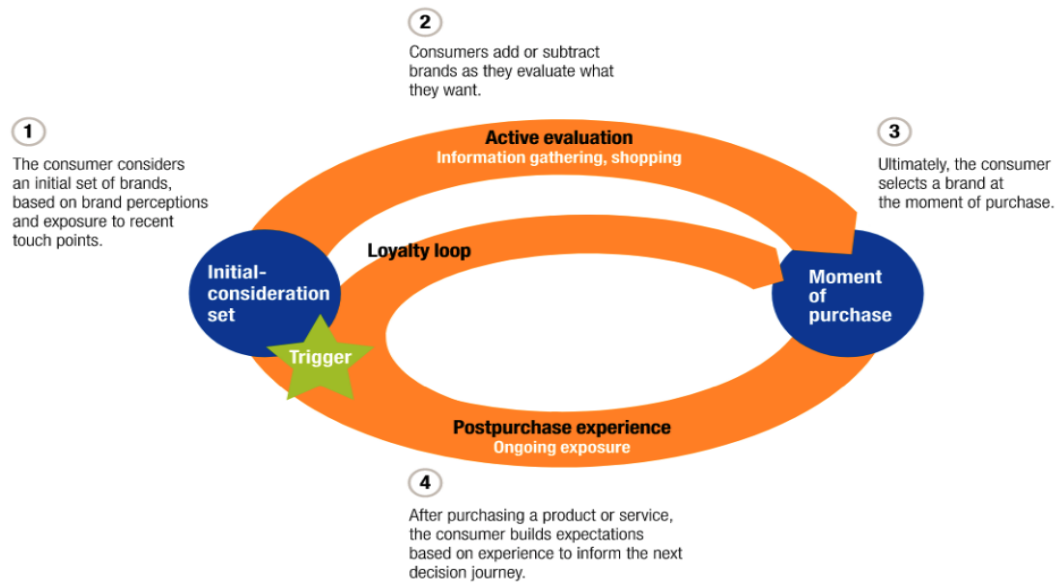 1
The consumer considers
an initial set of brands,
based on brand perceptions
and exposure to recent
touch points.
2
Consumers add or subtract
brands as they evaluate what
they want.
3
Ultimately, the consumer
selects a brand at
the moment of purchase.
Active evaluation
Information gathering, shopping
Loyalty loop
Initial-
consideration
set
Trigger
Moment
of
purchase
Postpurchase experience
Ongoing exposure
4
After purchasing a product or service,
the consumer builds expectations
based on experience to inform the next
decision journey.